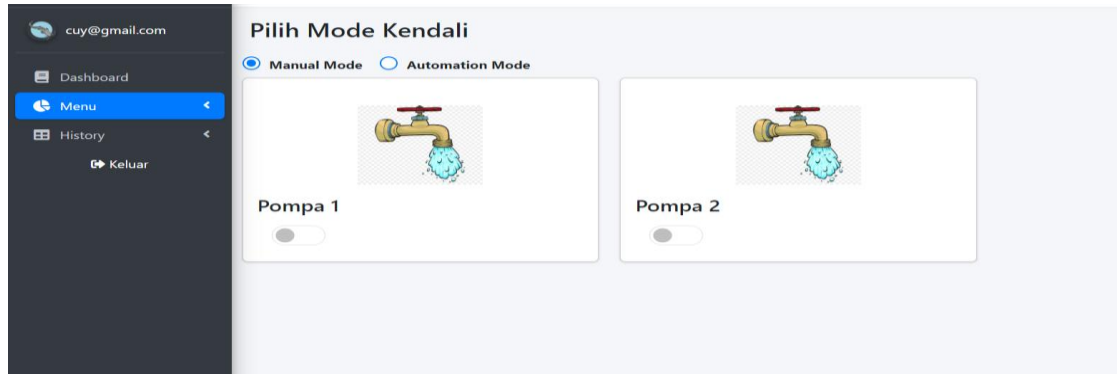 cuy@gmail.com
Dashboard
Menu
History
Keluar
Pilih Mode Kendali
Manual Mode Automation Mode
Pompa 1
Pompa 2